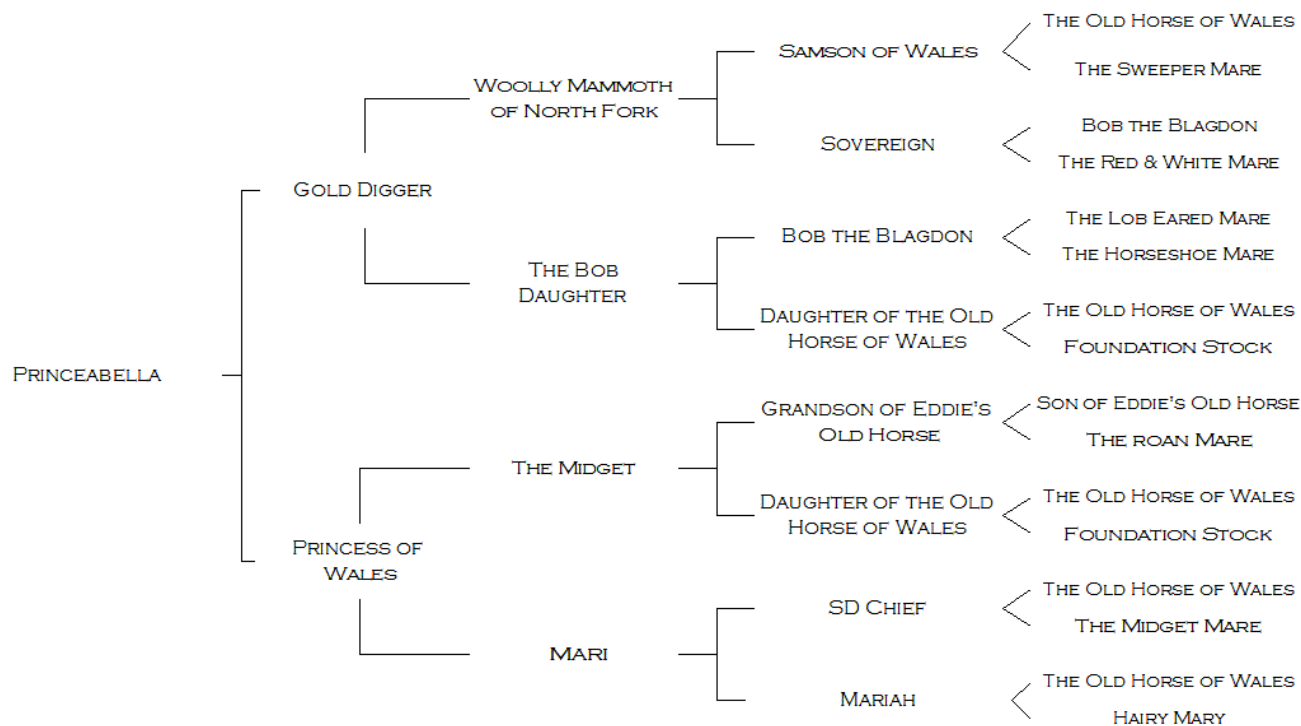 The Old Horse of Wales
Samson of Wales
The Sweeper Mare
Woolly Mammoth
of North Fork
Bob the Blagdon
Sovereign
The Red & White Mare
Gold Digger
The Lob Eared Mare
Bob the Blagdon
The Horseshoe Mare
The Bob
Daughter
The Old Horse of Wales
Daughter of the Old
Horse of Wales
Foundation Stock
Princeabella
Son of Eddie's Old Horse
Grandson of Eddie's
Old Horse
The roan Mare
The Midget
The Old Horse of Wales
Daughter of the Old
Horse of Wales
Foundation Stock
Princess of
Wales
The Old Horse of Wales
SD Chief
The Midget Mare
Mari
The Old Horse of Wales
Mariah
Hairy Mary